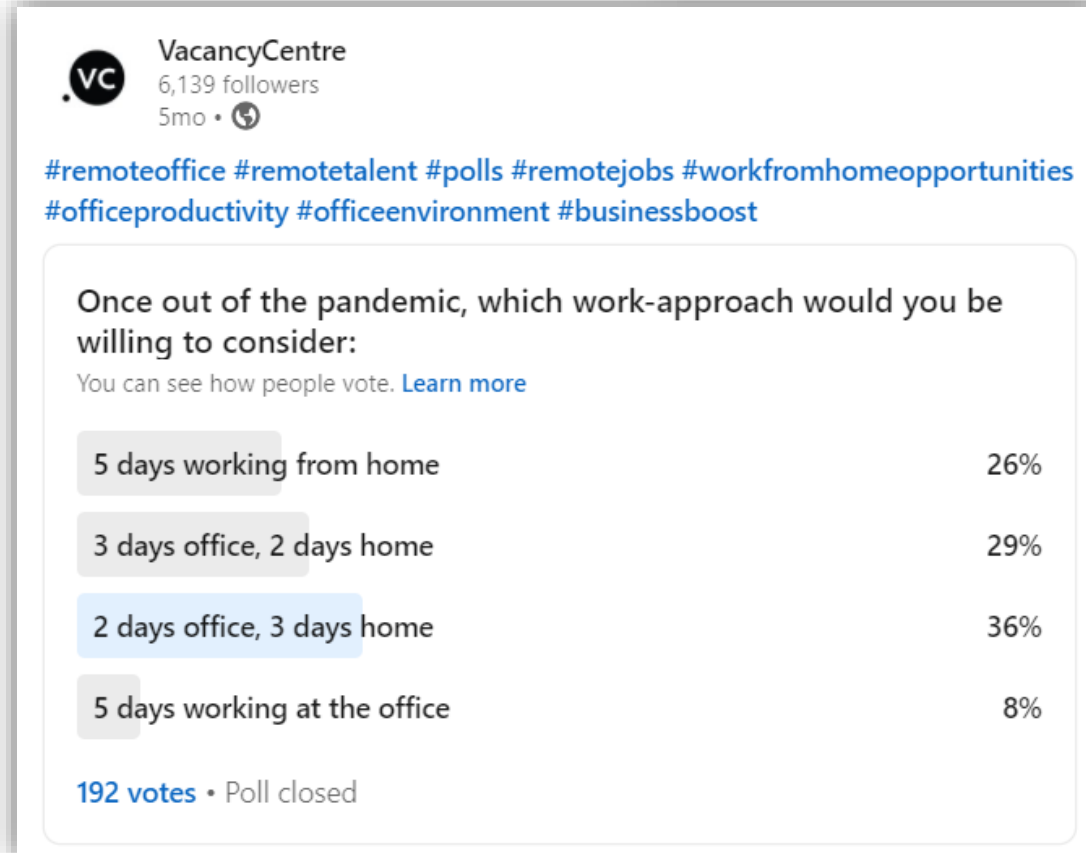 VC
VacancyCentre
6,139 followers
5mo •
#remoteoffice #remotetalent #polls #remotejobs #workfromhomeopportunities
#officeproductivity #officeenvironment #businessboost
Once out of the pandemic, which work-approach would you be
willing to consider:
You can see how people vote. Learn more
5 days working from home 26%
3 days office, 2 days home 29%
2 days office, 3 days home 36%
5 days working at the office 8%
192 votes • Poll closed